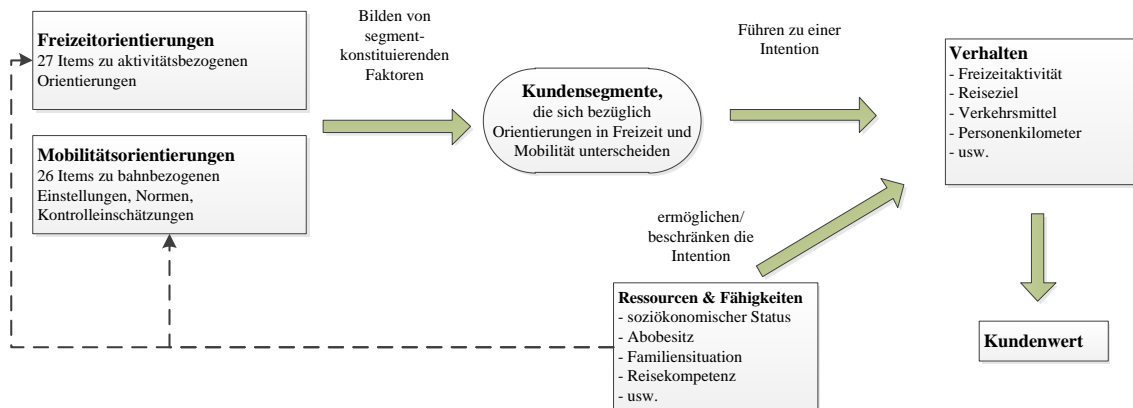 Freizeitorientierungen
27 Items zu aktivitätsbezogenen
Orientierungen
Mobilitätsorientierungen
26 Items zu bahnbezogenen
Einstellungen, Normen,
Kontrolleinschätzungen
Bilden von
segment-
konstituierenden
Faktoren
Kundensegmente,
die sich bezüglich
Orientierungen in Freizeit und
Mobilität unterscheiden
Führen zu einer
Intention
ermöglichen/
beschränken die
Intention
Ressourcen & Fähigkeiten
- soziökonomischer Status
- Abobesitz
- Familiensituation
- Reisekompetenz
- usw.
Verhalten
- Freizeitaktivität
- Reiseziel
- Verkehrsmittel
- Personenkilometer
- usw.
Kundenwert